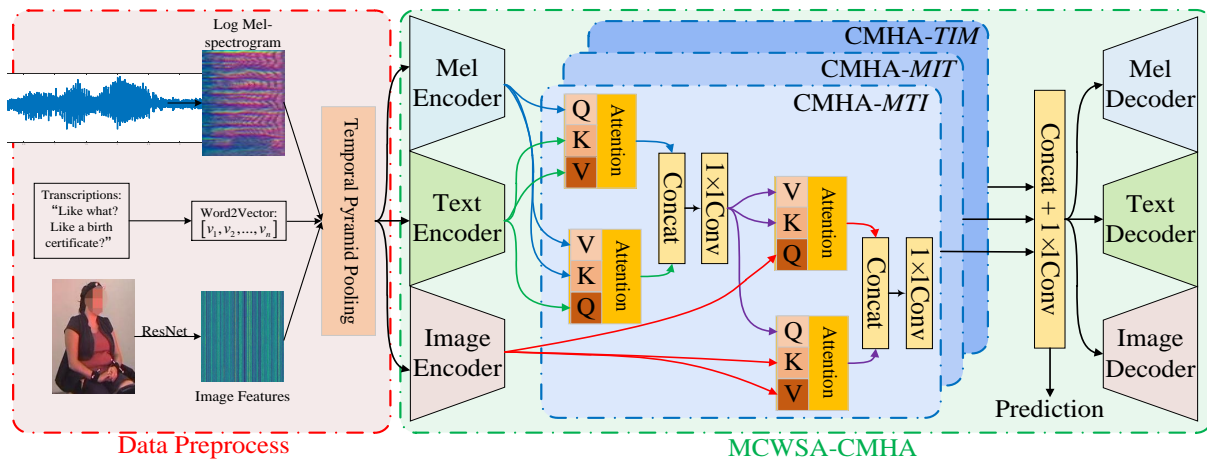 Log Mel-
spectrogram
Transcriptions:
“Like what?
Like a birth
certificate?”
Word2Vector:
[v₁, v₂, ..., vₙ]
ResNet
Image Features
Temporal Pyramid Pooling
Data Preprocess
Mel
Encoder
Text
Encoder
Image
Encoder
CMHA-TIM
CMHA-MIT
CMHA-MTI
Q
K
V
Attention
V
K
Q
Attention
Concat
1×1Conv
V
K
Q
Attention
Q
K
V
Attention
Concat
1×1Conv
Concat + 1×1Conv
Prediction
Mel
Decoder
Text
Decoder
Image
Decoder
MCWSA-CMHA